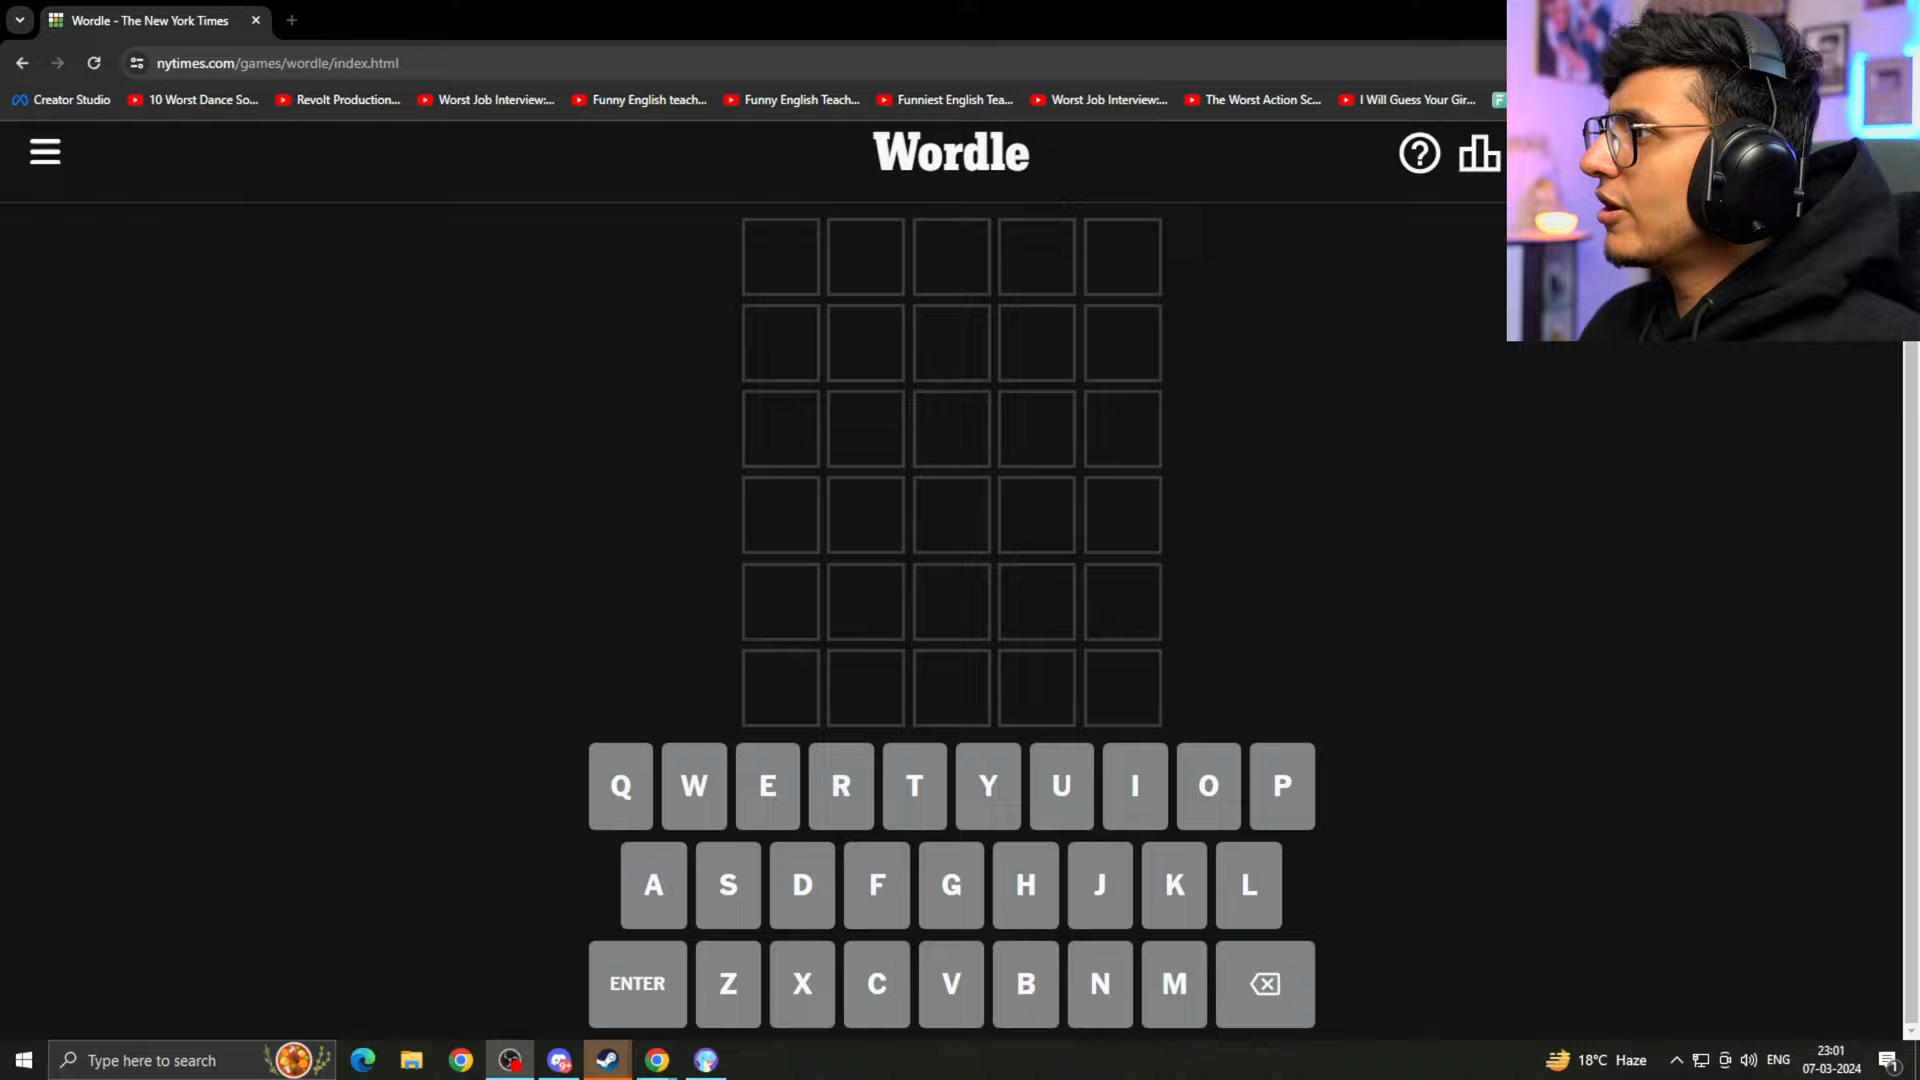 Wordle - The New York Times
nytimes.com/games/wordle/index.html
Creator Studio
10 Worst Dance So...
Revolt Production...
Worst Job Interview:...
Funny English teach...
Funny English Teach...
Funniest English Tea...
Worst Job Interview:...
The Worst Action Sc...
I Will Guess Your Gir...
F
Wordle
Q W E R T Y U I O P
A S D F G H J K L
ENTER Z X C V B N M
Type here to search
9+
18°C Haze
ENG
23:01
07-03-2024
1